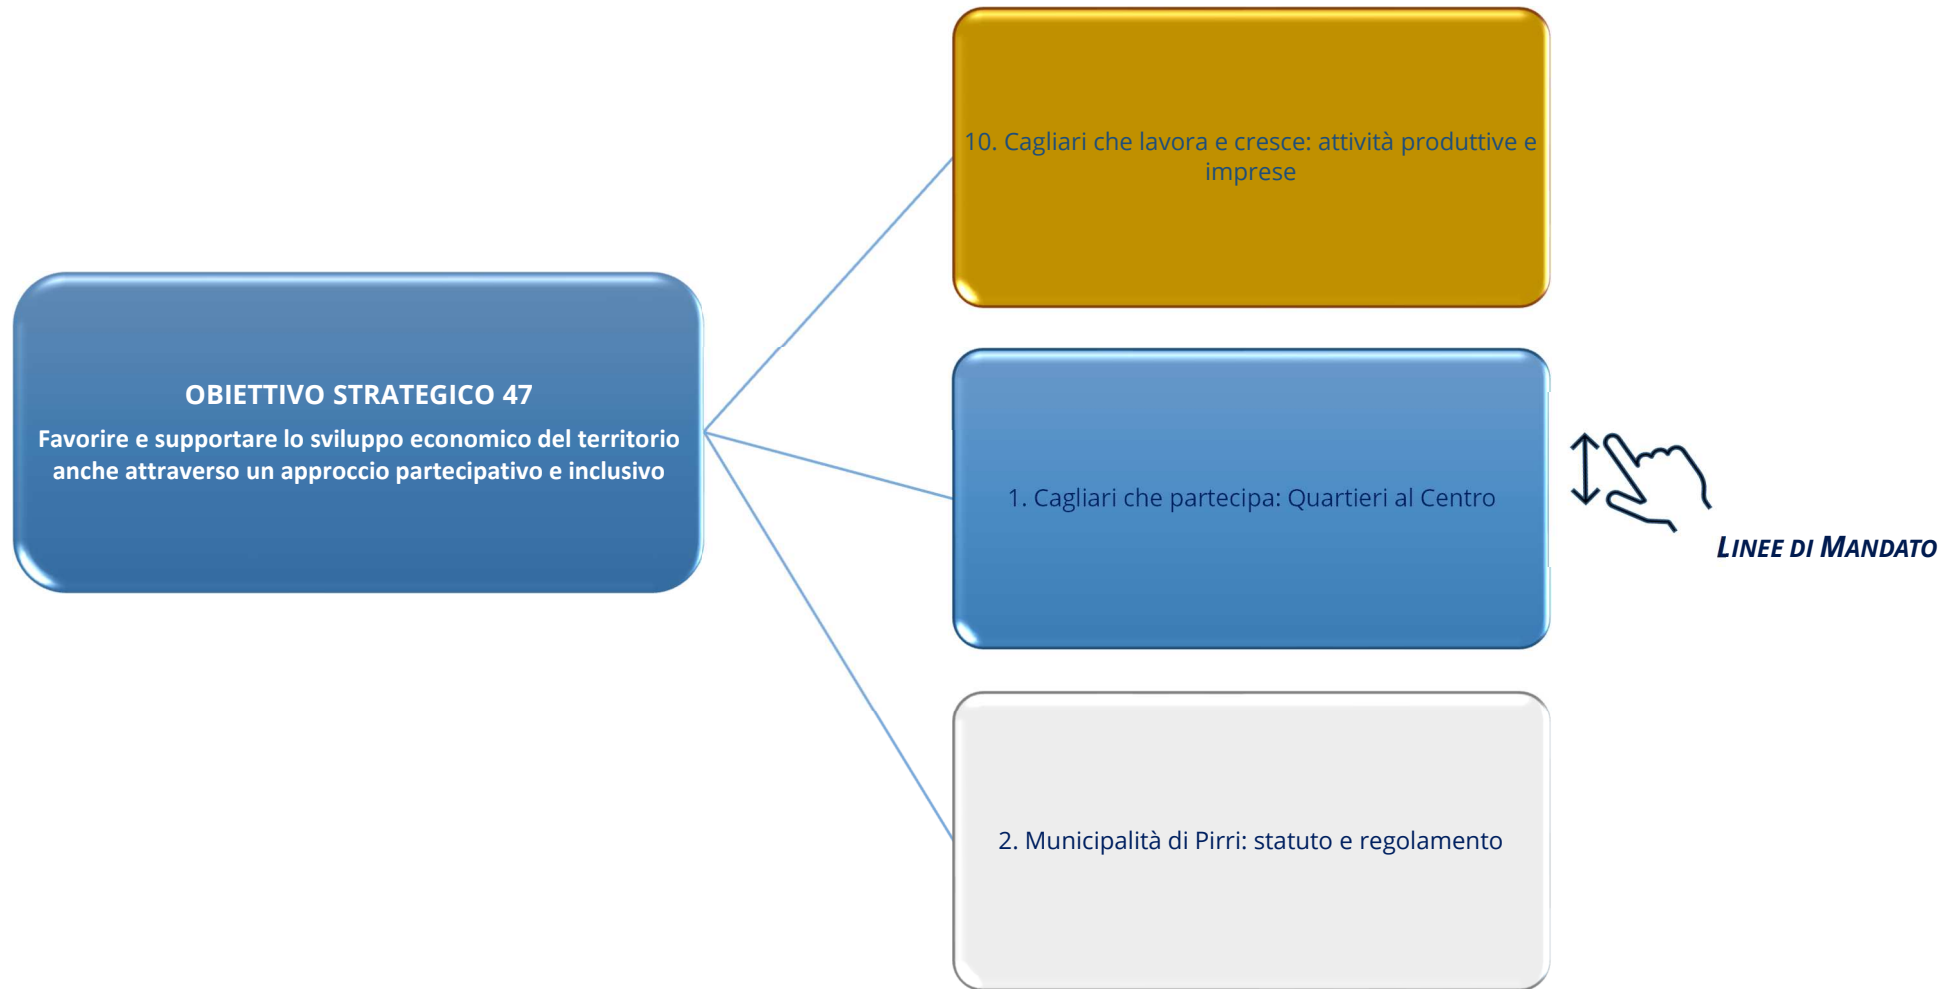 OBIETTIVO STRATEGICO 47
Favorire e supportare lo sviluppo economico del territorio
anche attraverso un approccio partecipativo e inclusivo
10. Cagliari che lavora e cresce: attività produttive e
imprese
1. Cagliari che partecipa: Quartieri al Centro
2. Municipalità di Pirri: statuto e regolamento
LINEE DI MANDATO